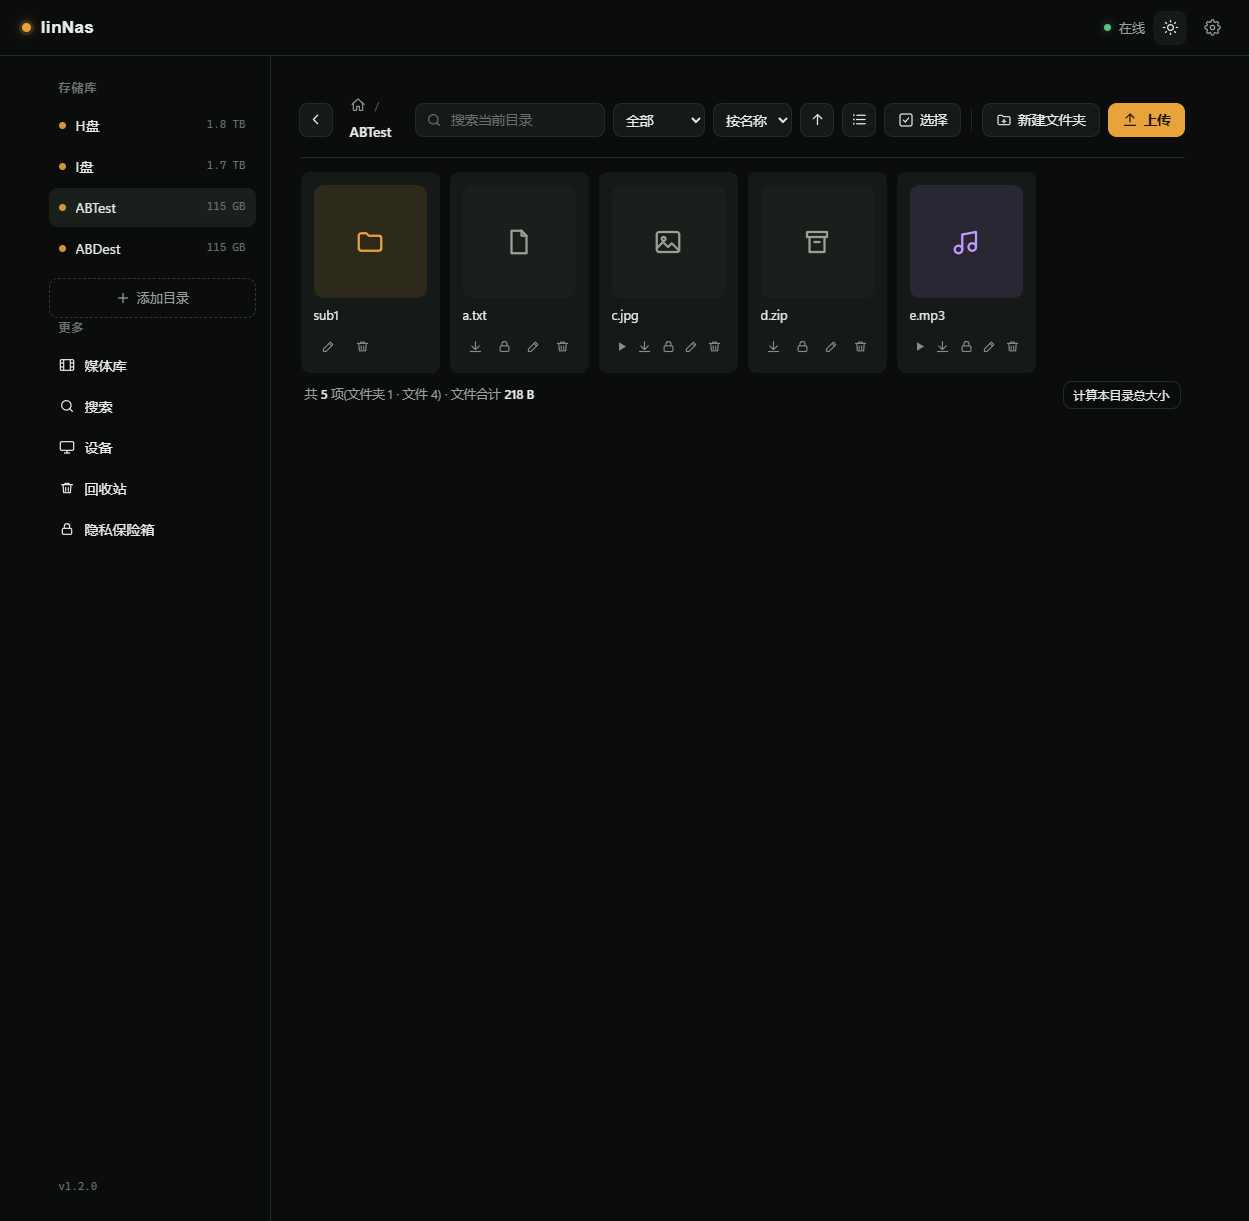 linNas
在线
存储库
H盘 1.8 TB
I盘 1.7 TB
ABTest 115 GB
ABDest 115 GB
添加目录
更多
媒体库
搜索
设备
回收站
隐私保险箱
v1.2.0
/
ABTest
搜索当前目录
全部
按名称
选择
新建文件夹
上传
sub1
a.txt
c.jpg
d.zip
e.mp3
共 5 项(文件夹 1 · 文件 4) · 文件合计 218 B
计算本目录总大小